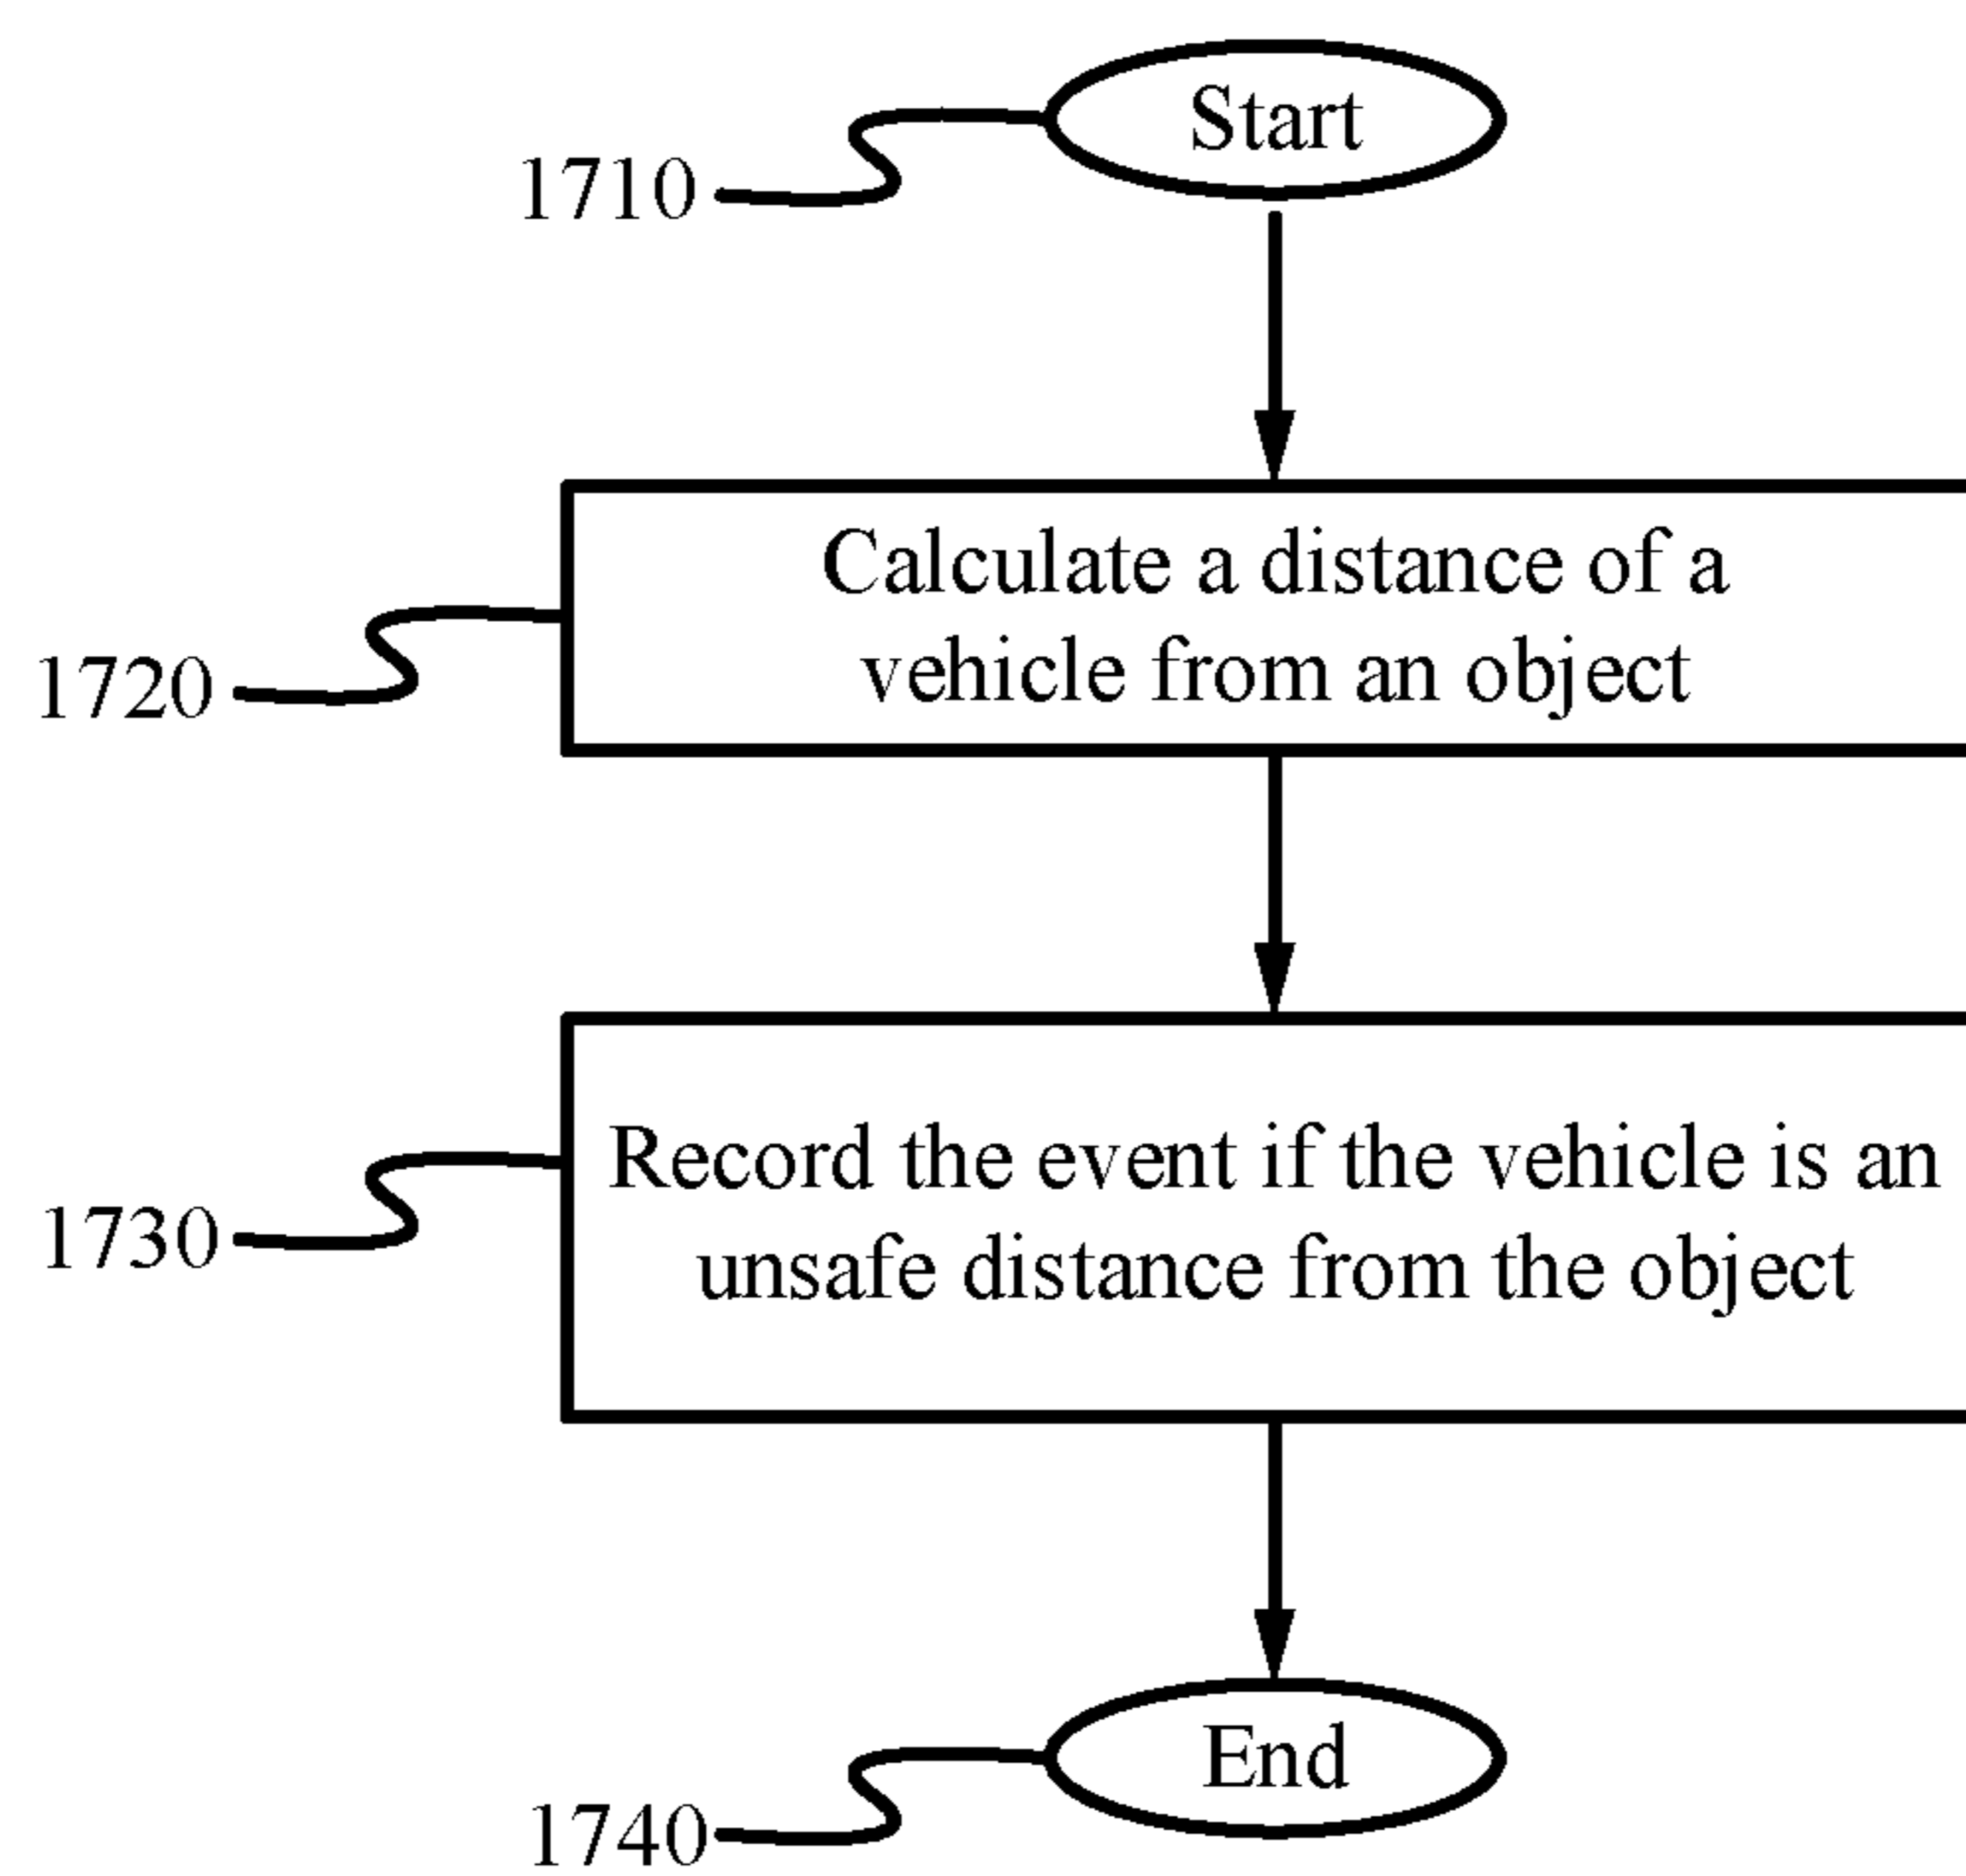 Start
1710
Calculate a distance of a
vehicle from an object
1720
Record the event if the vehicle is an
unsafe distance from the object
1730
End
1740